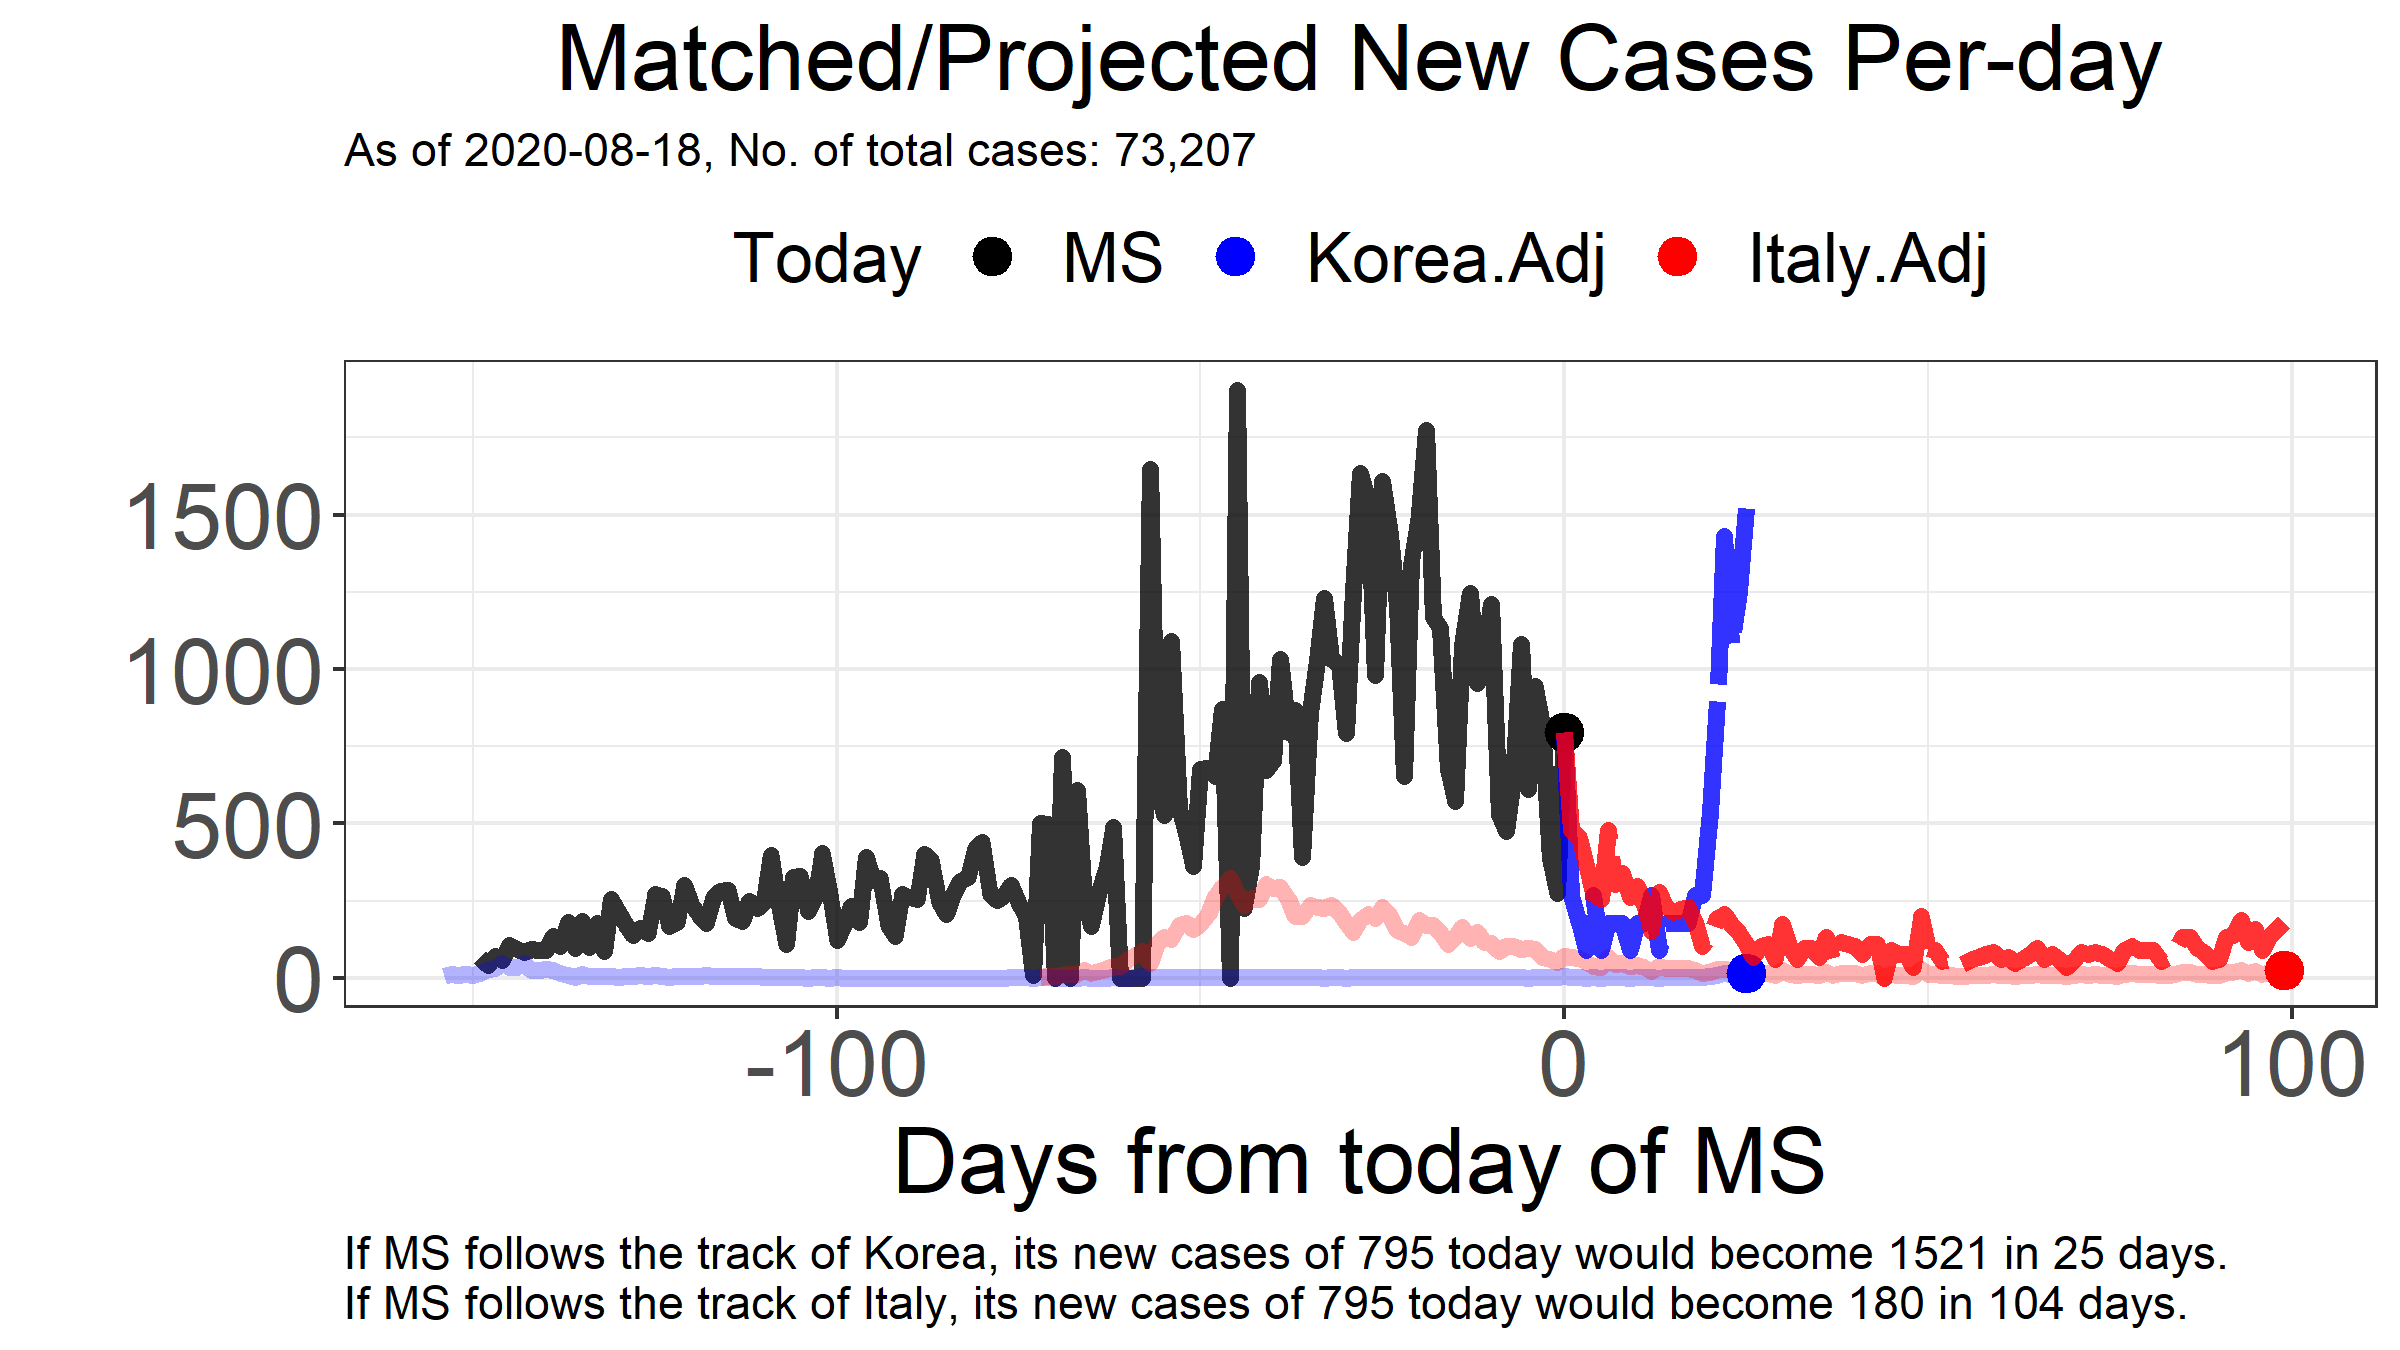 Matched/Projected New Cases Per-day
As of 2020-08-18, No. of total cases: 73,207
Today MS Korea.Adj Italy.Adj
1500
1000
500
0
-100 0 100
Days from today of MS
If MS follows the track of Korea, its new cases of 795 today would become 1521 in 25 days.
If MS follows the track of Italy, its new cases of 795 today would become 180 in 104 days.